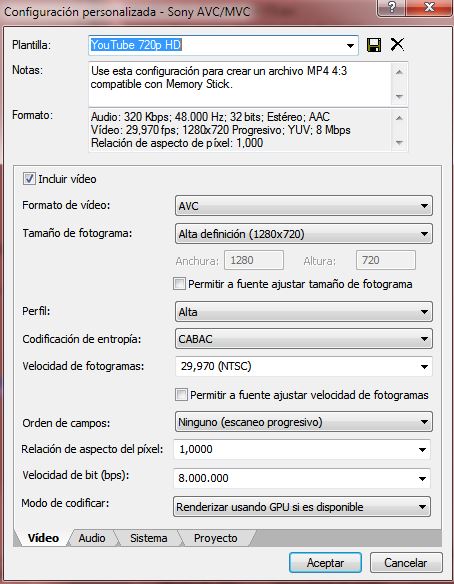 Configuración personalizada - Sony AVC/MVC
Plantilla: YouTube 720p HD
Notas: Use esta configuración para crear un archivo MP4 4:3
compatible con Memory Stick.
Formato: Audio: 320 Kbps; 48.000 Hz; 32 bits; Estéreo; AAC
Vídeo: 29,970 fps; 1280x720 Progresivo; YUV; 8 Mbps
Relación de aspecto de píxel: 1,000
Incluir vídeo
Formato de vídeo: AVC
Tamaño de fotograma: Alta definición (1280x720)
Anchura: 1280 Altura: 720
Permitir a fuente ajustar tamaño de fotograma
Perfil: Alta
Codificación de entropía: CABAC
Velocidad de fotogramas: 29,970 (NTSC)
Permitir a fuente ajustar velocidad de fotogramas
Orden de campos: Ninguno (escaneo progresivo)
Relación de aspecto del píxel: 1,0000
Velocidad de bit (bps): 8.000.000
Modo de codificar: Renderizar usando GPU si es disponible
Vídeo Audio Sistema Proyecto
Aceptar Cancelar